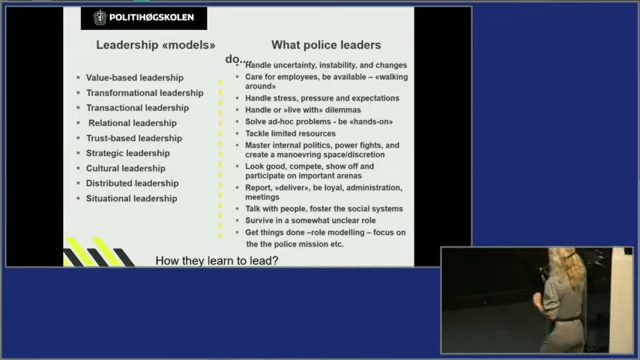 POLITIHØGSKOLEN
Leadership «models»
Value-based leadership
Transformational leadership
Transactional leadership
Relational leadership
Trust-based leadership
Strategic leadership
Cultural leadership
Distributed leadership
Situational leadership
What police leaders
do....
Handle uncertainty, instability, and changes
Care for employees, be available – «walking
around»
Handle stress, pressure and expectations
Handle or »live with» dilemmas
Solve ad-hoc problems - be «hands-on»
Tackle limited resources
Master internal politics, power fights, and
create a manoevring space/discretion
Look good, compete, show off and
participate on important arenas
Report, »deliver», be loyal, administration,
meetings
Talk with people, foster the social systems
Survive in a somewhat unclear role
Get things done –role modelling – focus on
the the police mission etc.
How they learn to lead?